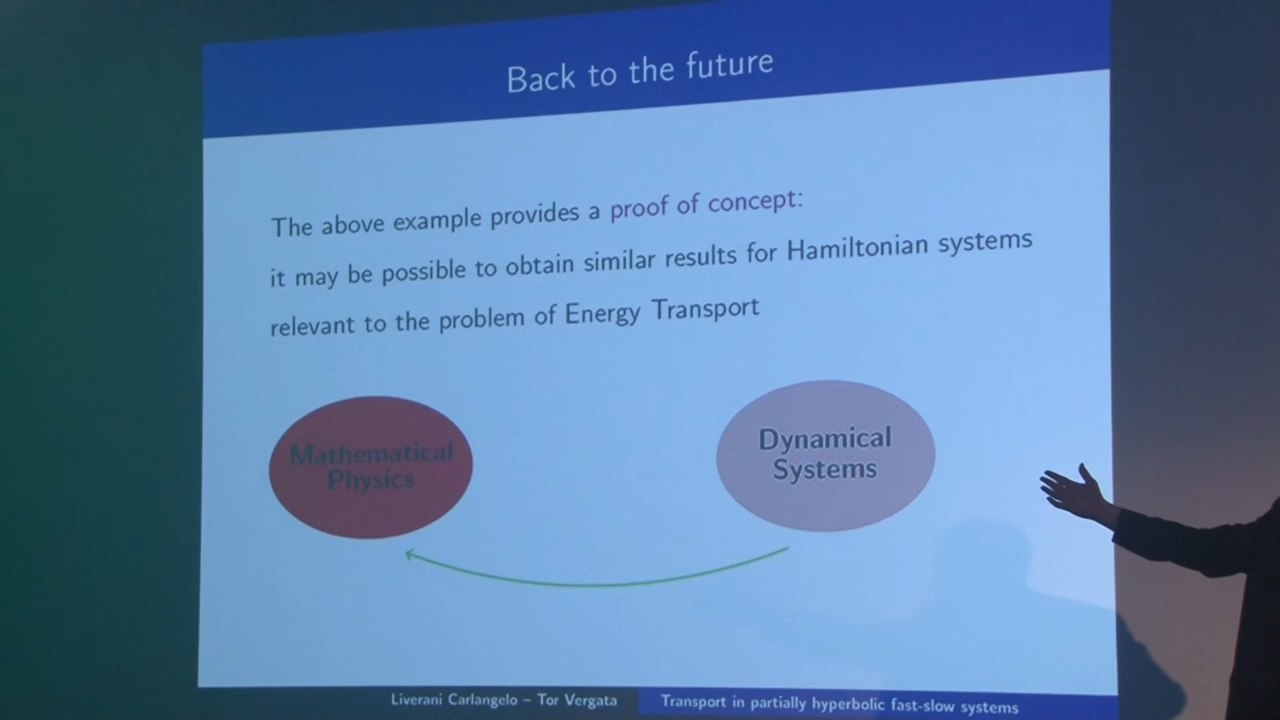 Back to the future
The above example provides a proof of concept:
it may be possible to obtain similar results for Hamiltonian systems
relevant to the problem of Energy Transport
Mathematical
Physics
Dynamical
Systems
Liverani Carlangelo – Tor Vergata
Transport in partially hyperbolic fast-slow systems